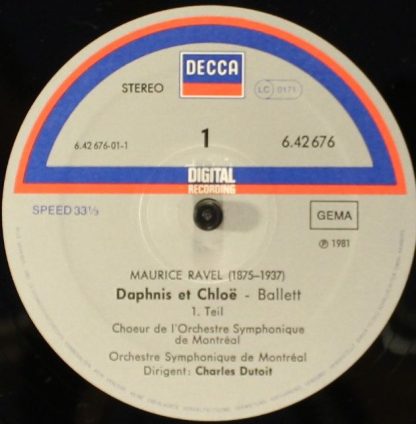 DECCA
STEREO
LC 0171
6.42 676-01-1
1
6.42 676
DIGITAL
RECORDING
SPEED 33⅓
GEMA
℗ 1981
MAURICE RAVEL (1875–1937)
Daphnis et Chloë - Ballett
1. Teil
Choeur de l'Orchestre Symphonique
de Montréal
Orchestre Symphonique de Montréal
Dirigent: Charles Dutoit